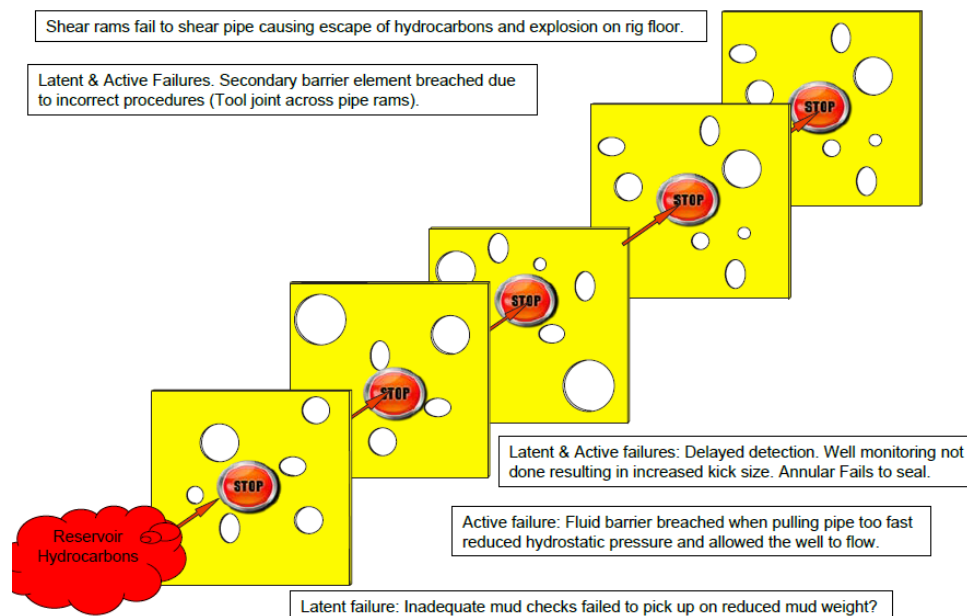 Shear rams fail to shear pipe causing escape of hydrocarbons and explosion on rig floor.
Latent & Active Failures. Secondary barrier element breached due
to incorrect procedures (Tool joint across pipe rams).
STOP
STOP
STOP
STOP
STOP
Latent & Active failures: Delayed detection. Well monitoring not
done resulting in increased kick size. Annular Fails to seal.
Active failure: Fluid barrier breached when pulling pipe too fast
reduced hydrostatic pressure and allowed the well to flow.
Reservoir
Hydrocarbons
Latent failure: Inadequate mud checks failed to pick up on reduced mud weight?